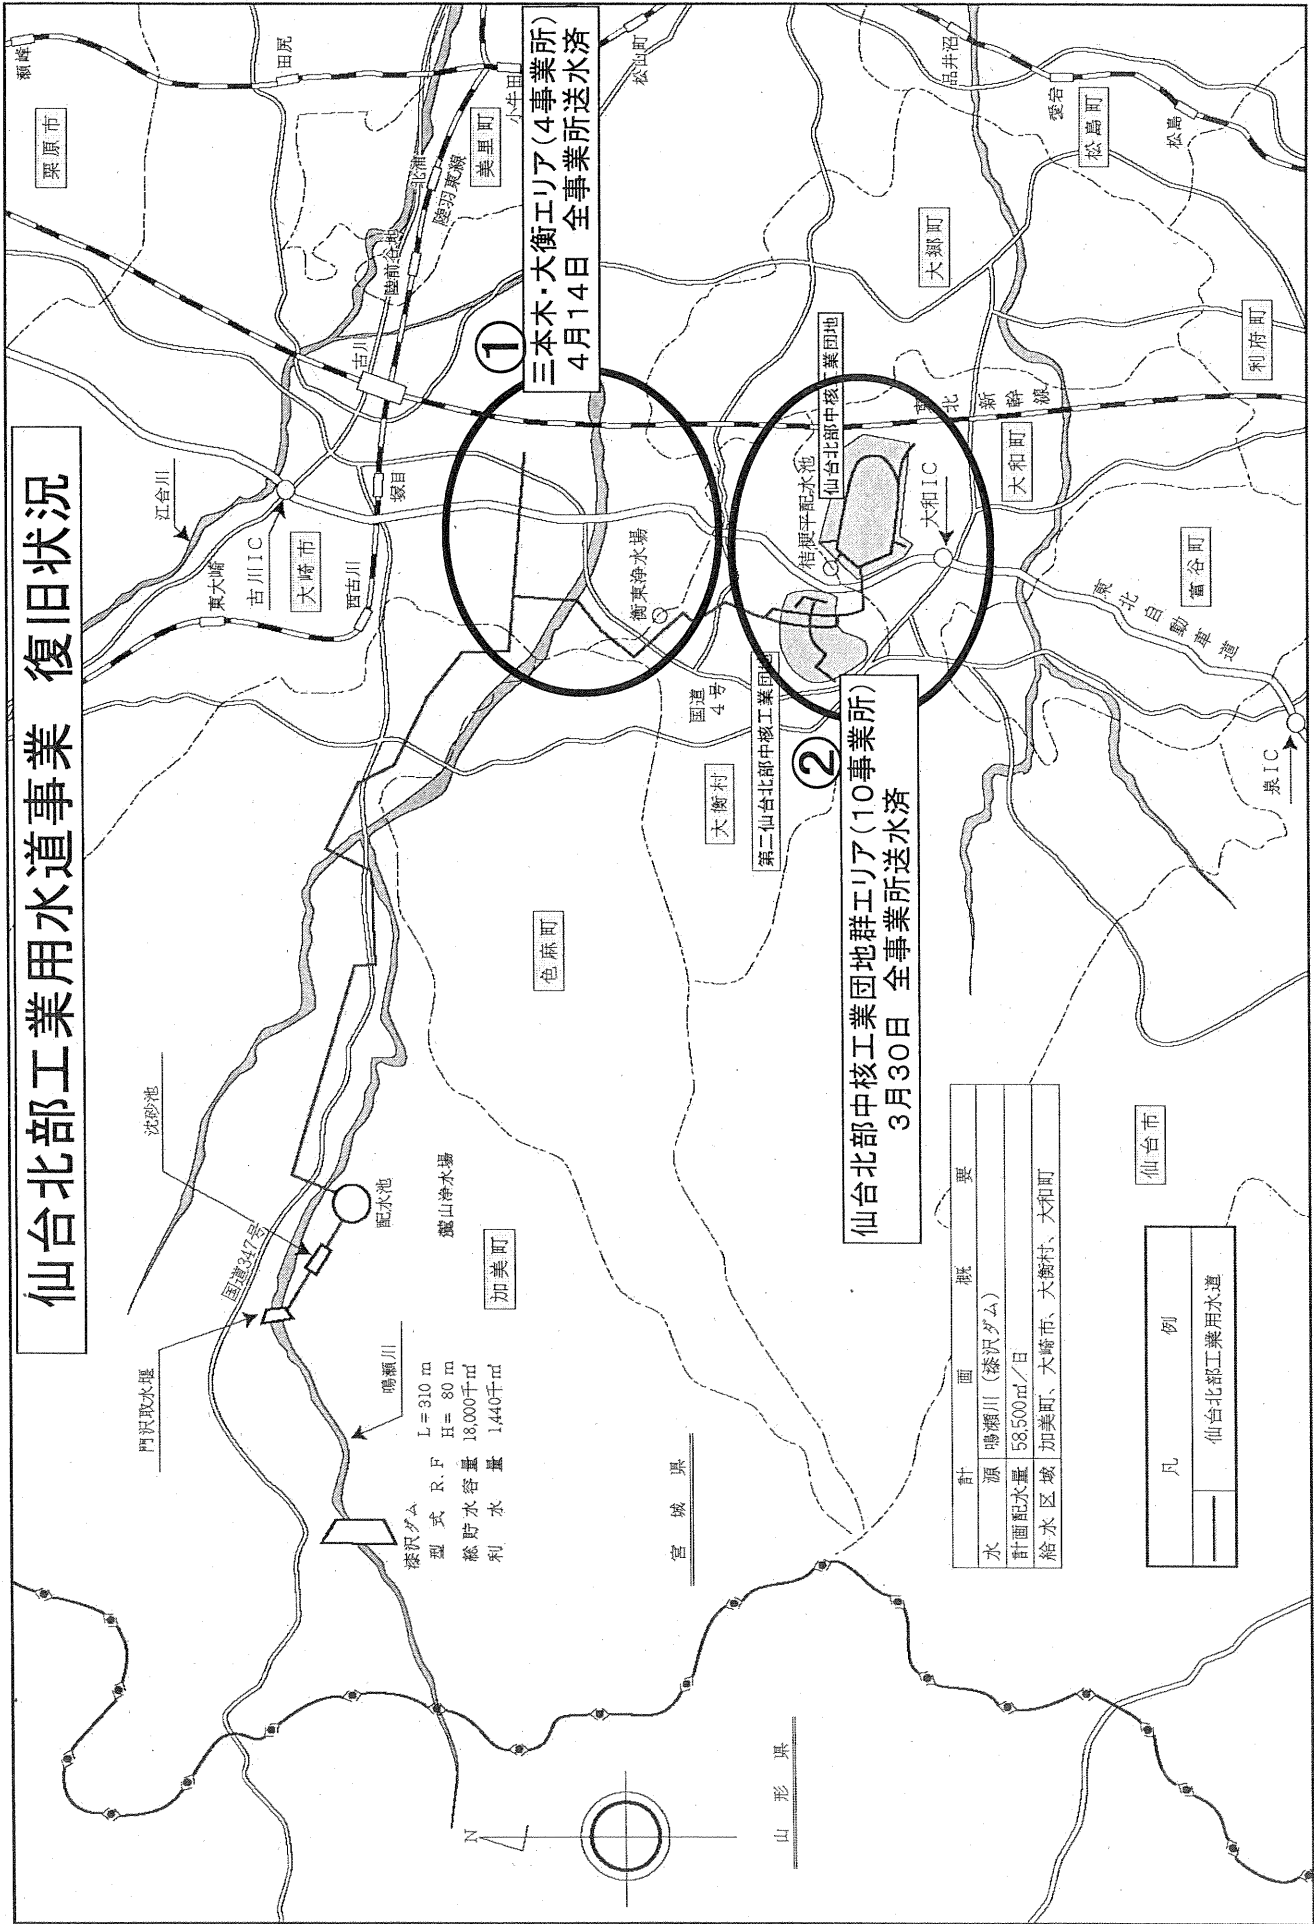 仙台北部工業用水道事業 復旧状況
①
三本木・大衡エリア(4事業所)
4月14日 全事業所送水済
②
仙台北部中核工業団地群エリア(10事業所)
3月30日 全事業所送水済
門沢取水堰
沈砂池
国道347号
配水池
麓山浄水場
加美町
鳴瀬川
漆沢ダム
型式 R.F L=310 m
H= 80 m
総貯水容量 18,000千㎥
利水量 1,440千㎥
江合川
東大崎
古川IC
大崎市
西古川
塚目
古川
陸前谷地
北浦
陸羽東線
美里町
小牛田
田尻
瀬峰
栗原市
松山町
衡東浄水場
国道
4号
大衡村
色麻町
第二仙台北部中核工業団地
桔梗平配水池
仙台北部中核工業団地
大和IC
東北新幹線
大和町
大郷町
品井沼
愛宕
松島町
松島
利府町
富谷町
東北自動車道
泉IC
仙台市
宮城県
山形県
N
計画概要
水源 鳴瀬川(漆沢ダム)
計画配水量 58,500㎥/日
給水区域 加美町、大崎市、大衡村、大和町
凡例
仙台北部工業用水道